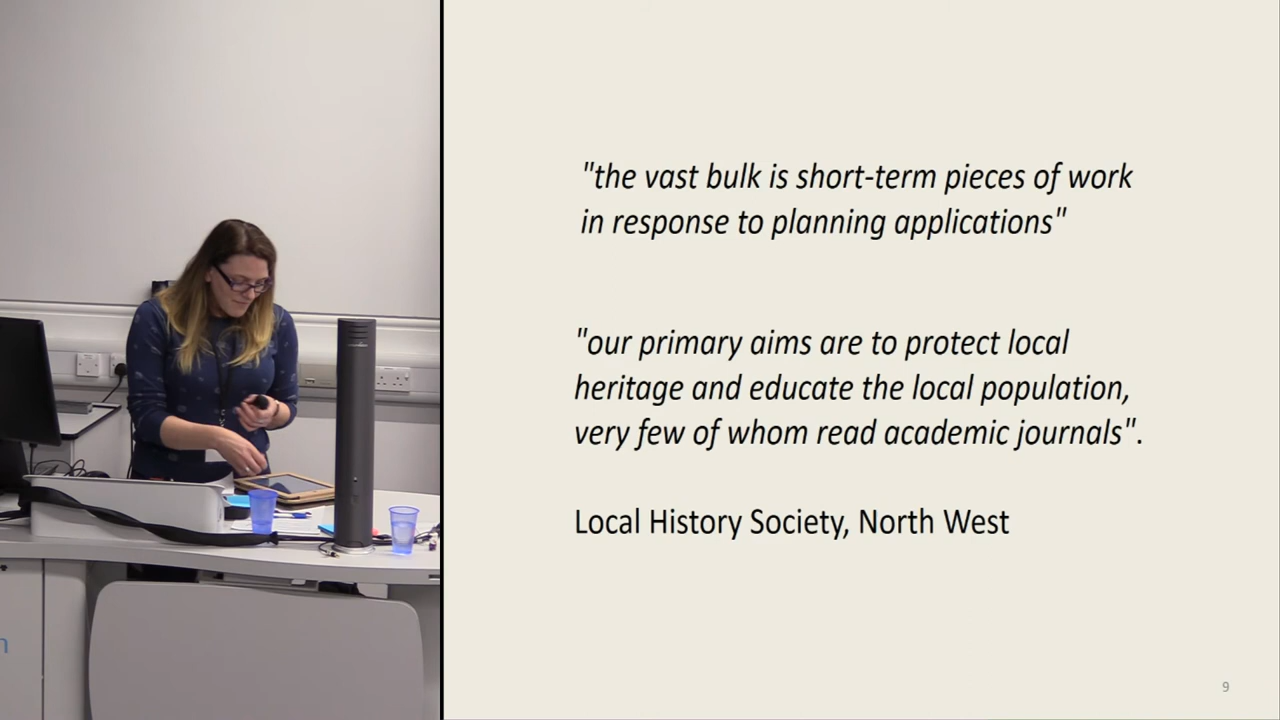 "the vast bulk is short-term pieces of work
in response to planning applications"
"our primary aims are to protect local
heritage and educate the local population,
very few of whom read academic journals".
Local History Society, North West
9